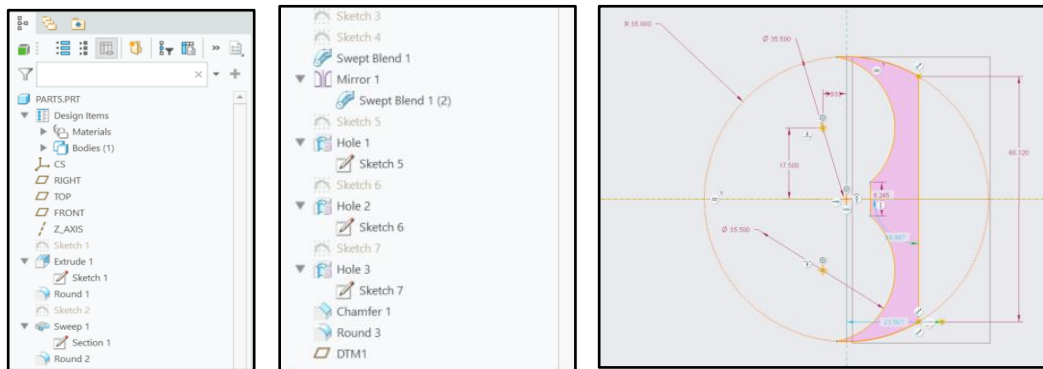 PART5.PRT
Design Items
Materials
Bodies (1)
CS
RIGHT
TOP
FRONT
Z_AXIS
Sketch 1
Extrude 1
Sketch 1
Round 1
Sketch 2
Sweep 1
Section 1
Round 2
Sketch 3
Sketch 4
Swept Blend 1
Mirror 1
Swept Blend 1 (2)
Sketch 5
Hole 1
Sketch 5
Sketch 6
Hole 2
Sketch 6
Sketch 7
Hole 3
Sketch 7
Chamfer 1
Round 3
DTM1
Ø 35.500
17.500
60.120
8.245
Ø 35.500